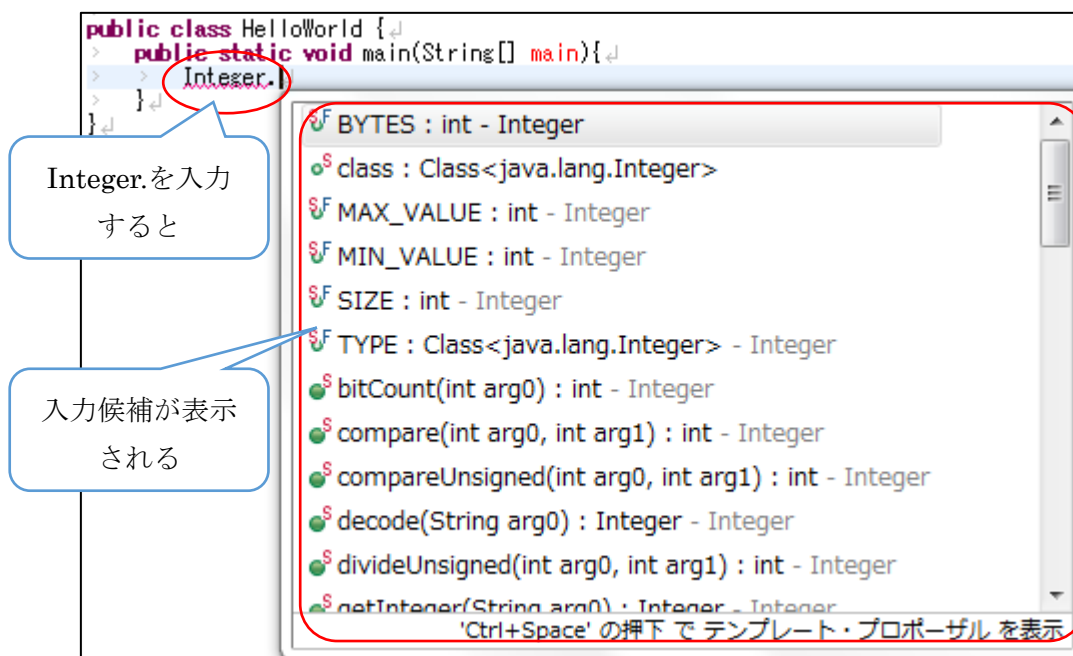 public class HelloWorld {
public static void main(String[] main){
Integer.
}
}
Integer.を入力
すると
入力候補が表示
される
BYTES : int - Integer
class : Class<java.lang.Integer>
MAX_VALUE : int - Integer
MIN_VALUE : int - Integer
SIZE : int - Integer
TYPE : Class<java.lang.Integer> - Integer
bitCount(int arg0) : int - Integer
compare(int arg0, int arg1) : int - Integer
compareUnsigned(int arg0, int arg1) : int - Integer
decode(String arg0) : Integer - Integer
divideUnsigned(int arg0, int arg1) : int - Integer
getInteger(String arg0) : Integer - Integer
'Ctrl+Space' の押下 で テンプレート・プロポーザル を表示